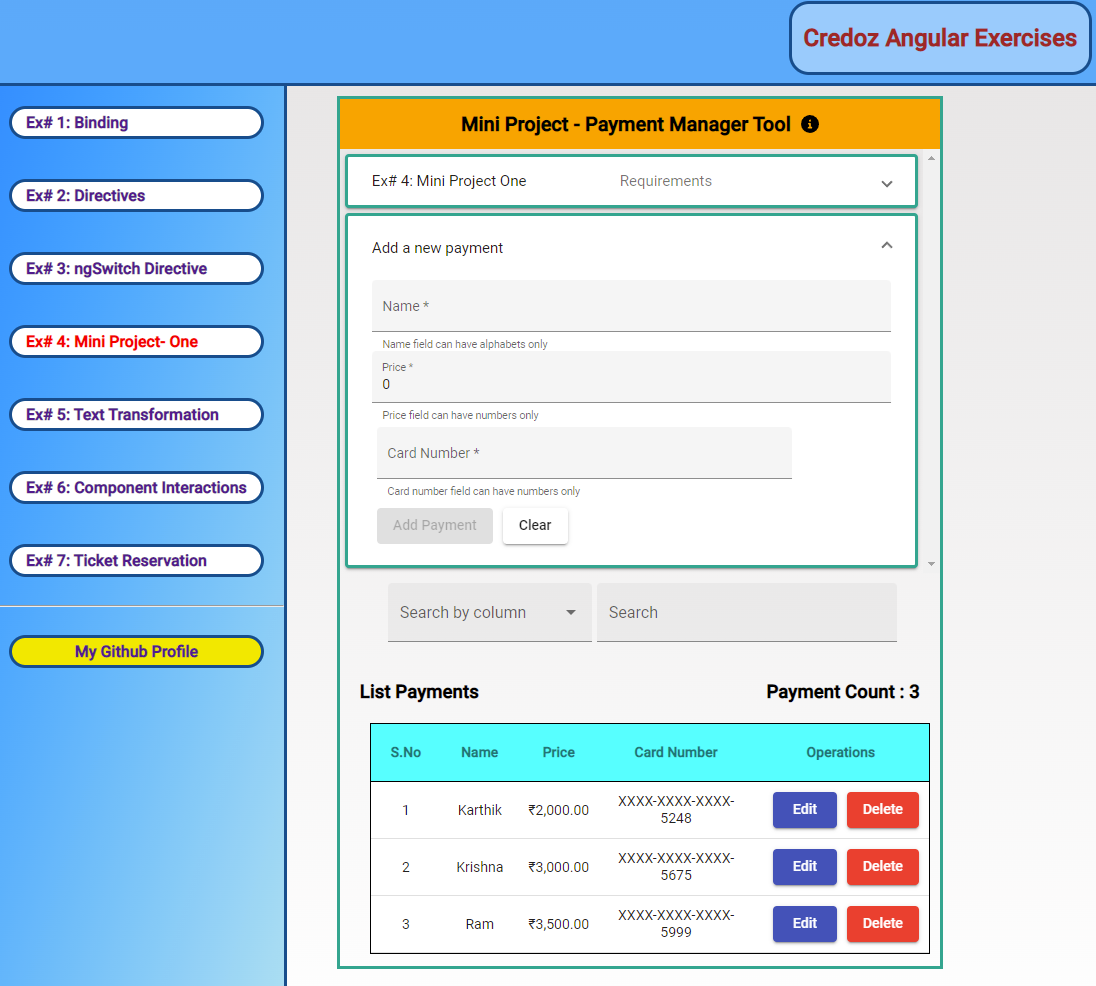 Credoz Angular Exercises
Ex# 1: Binding
Ex# 2: Directives
Ex# 3: ngSwitch Directive
Ex# 4: Mini Project- One
Ex# 5: Text Transformation
Ex# 6: Component Interactions
Ex# 7: Ticket Reservation
My Github Profile
Mini Project - Payment Manager Tool
Ex# 4: Mini Project One Requirements
Add a new payment
Name *
Name field can have alphabets only
Price *
0
Price field can have numbers only
Card Number *
Card number field can have numbers only
Add Payment Clear
Search by column Search
List Payments Payment Count : 3
S.No Name Price Card Number Operations
1 Karthik ₹2,000.00 XXXX-XXXX-XXXX-
5248 Edit Delete
2 Krishna ₹3,000.00 XXXX-XXXX-XXXX-
5675 Edit Delete
3 Ram ₹3,500.00 XXXX-XXXX-XXXX-
5999 Edit Delete